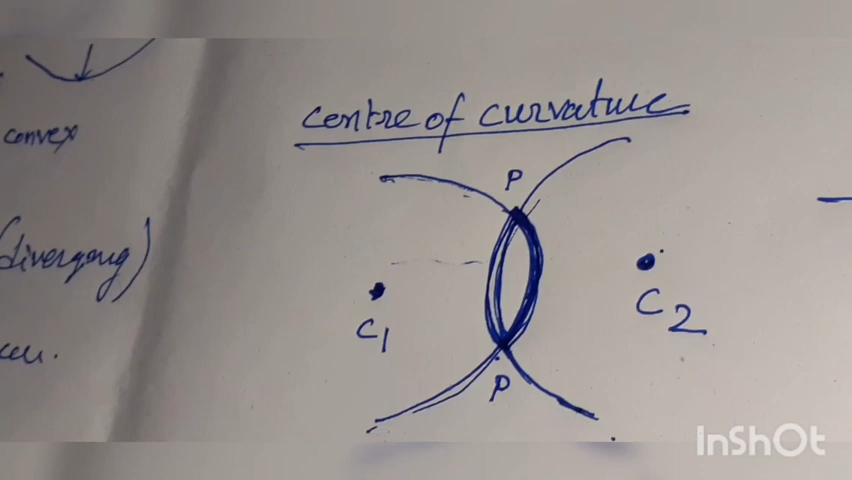 centre of curvature
convex
P
(diverging)
C1
C2
P
InShOt